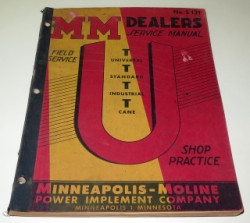 No. S-121
MM DEALERS
SERVICE MANUAL
FIELD
SERVICE
U
T
UNIVERSAL
T
STANDARD
T
INDUSTRIAL
T
CANE
SHOP
PRACTICE
MINNEAPOLIS-MOLINE
POWER IMPLEMENT COMPANY
MINNEAPOLIS 1, MINNESOTA